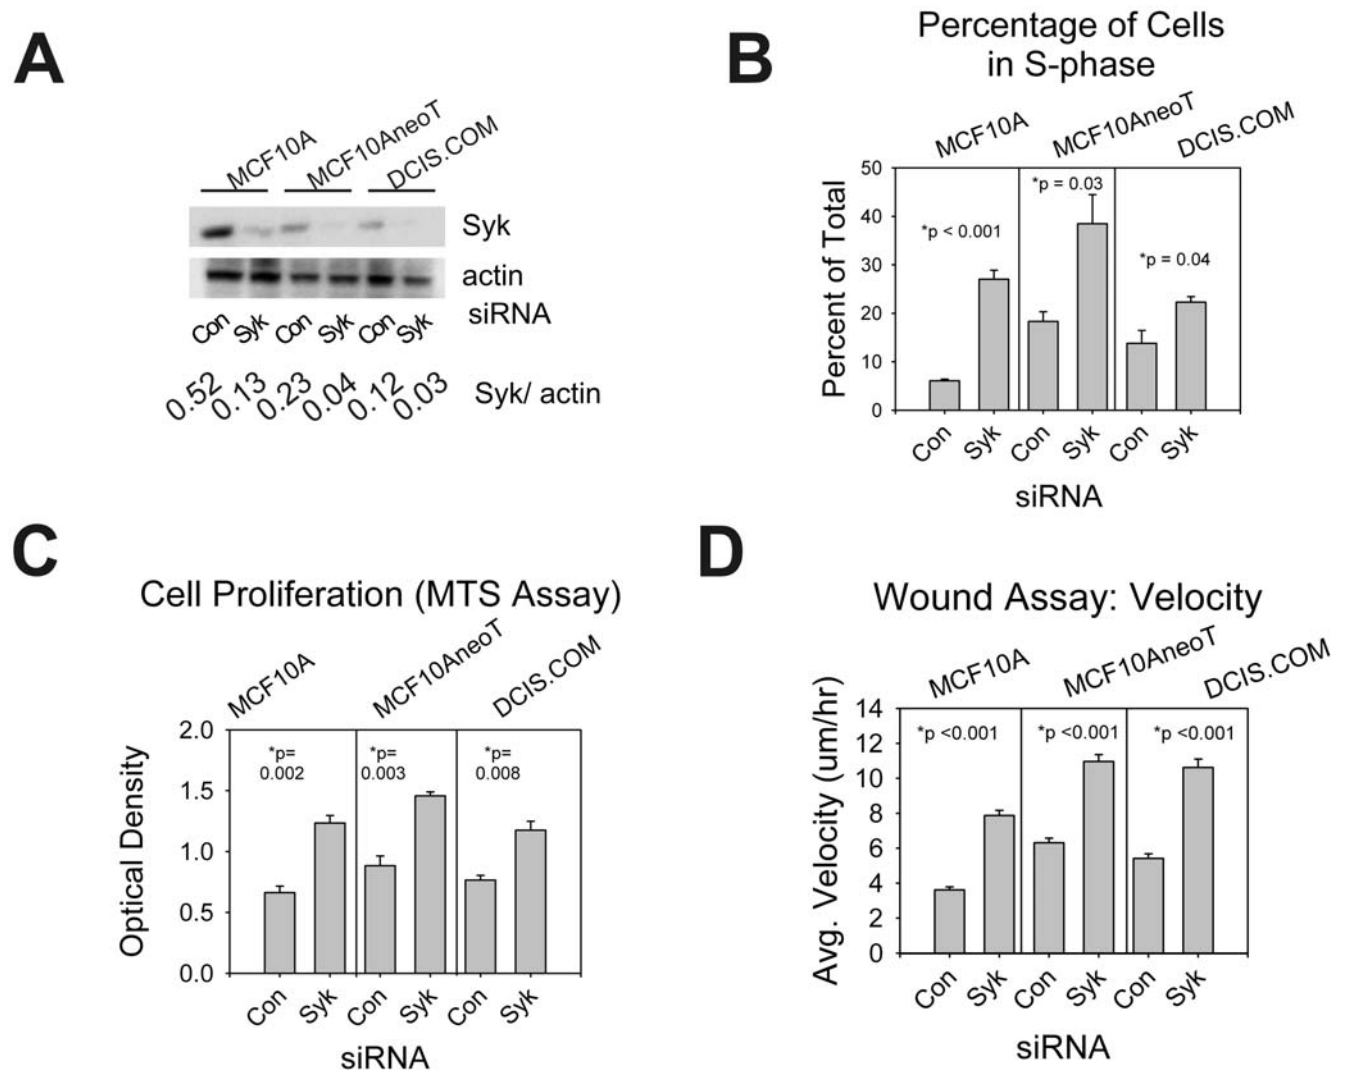 A
MCF10A
MCF10AneoT
DCIS.COM
Syk
actin
siRNA
Con Syk Con Syk Con Syk
0.52 0.13 0.23 0.04 0.12 0.03 Syk/ actin
B
Percentage of Cells
in S-phase
MCF10A
MCF10AneoT
DCIS.COM
Percent of Total
50
40
30
20
10
0
*p < 0.001
*p = 0.03
*p = 0.04
Con Syk Con Syk Con Syk
siRNA
C
Cell Proliferation (MTS Assay)
MCF10A
MCF10AneoT
DCIS.COM
Optical Density
2.0
1.5
1.0
0.5
0.0
*p=
0.002
*p=
0.003
*p=
0.008
Con Syk Con Syk Con Syk
siRNA
D
Wound Assay: Velocity
MCF10A
MCF10AneoT
DCIS.COM
Avg. Velocity (um/hr)
14
12
10
8
6
4
2
0
*p <0.001
*p <0.001
*p <0.001
Con Syk Con Syk Con Syk
siRNA